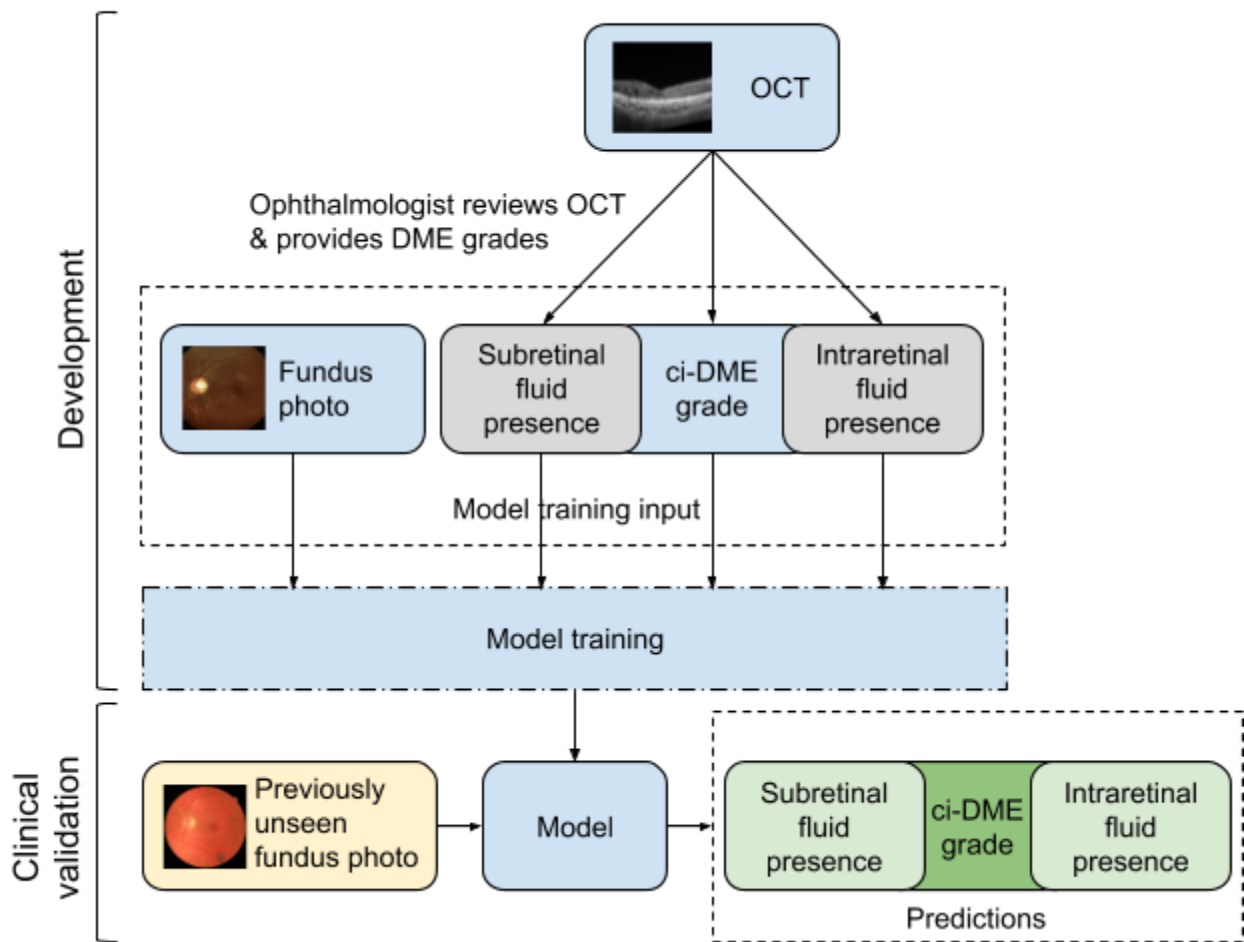 OCT
Ophthalmologist reviews OCT
& provides DME grades
Development
Fundus
photo
Subretinal
fluid
presence
ci-DME
grade
Intraretinal
fluid
presence
Model training input
Model training
Clinical
validation
Previously
unseen
fundus photo
Model
Subretinal
fluid
presence
ci-DME
grade
Intraretinal
fluid
presence
Predictions